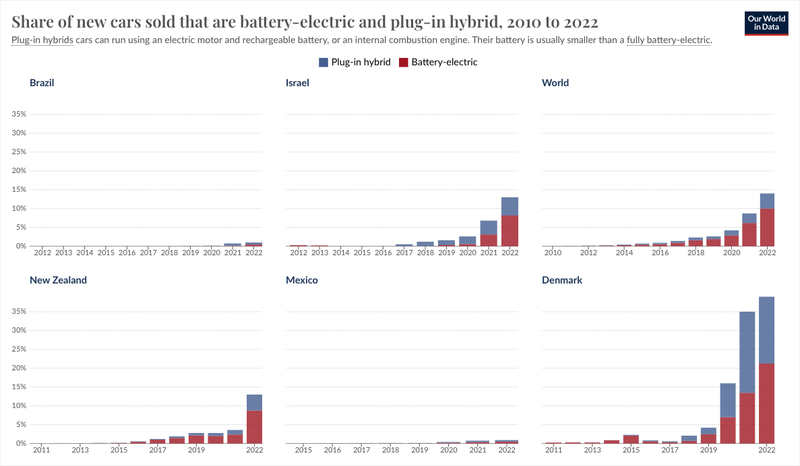 Share of new cars sold that are battery-electric and plug-in hybrid, 2010 to 2022
Our World
in Data
Plug-in hybrids cars can run using an electric motor and rechargeable battery, or an internal combustion engine. Their battery is usually smaller than a fully battery-electric.
Plug-in hybrid Battery-electric
Brazil Israel World
35%
30%
25%
20%
15%
10%
5%
0%
2012 2013 2014 2015 2016 2017 2018 2019 2020 2021 2022 2012 2013 2014 2015 2016 2017 2018 2019 2020 2021 2022 2010 2012 2014 2016 2018 2020 2022
New Zealand Mexico Denmark
35%
30%
25%
20%
15%
10%
5%
0%
2011 2013 2015 2017 2019 2022 2015 2016 2017 2018 2019 2020 2021 2022 2011 2013 2015 2017 2019 2022